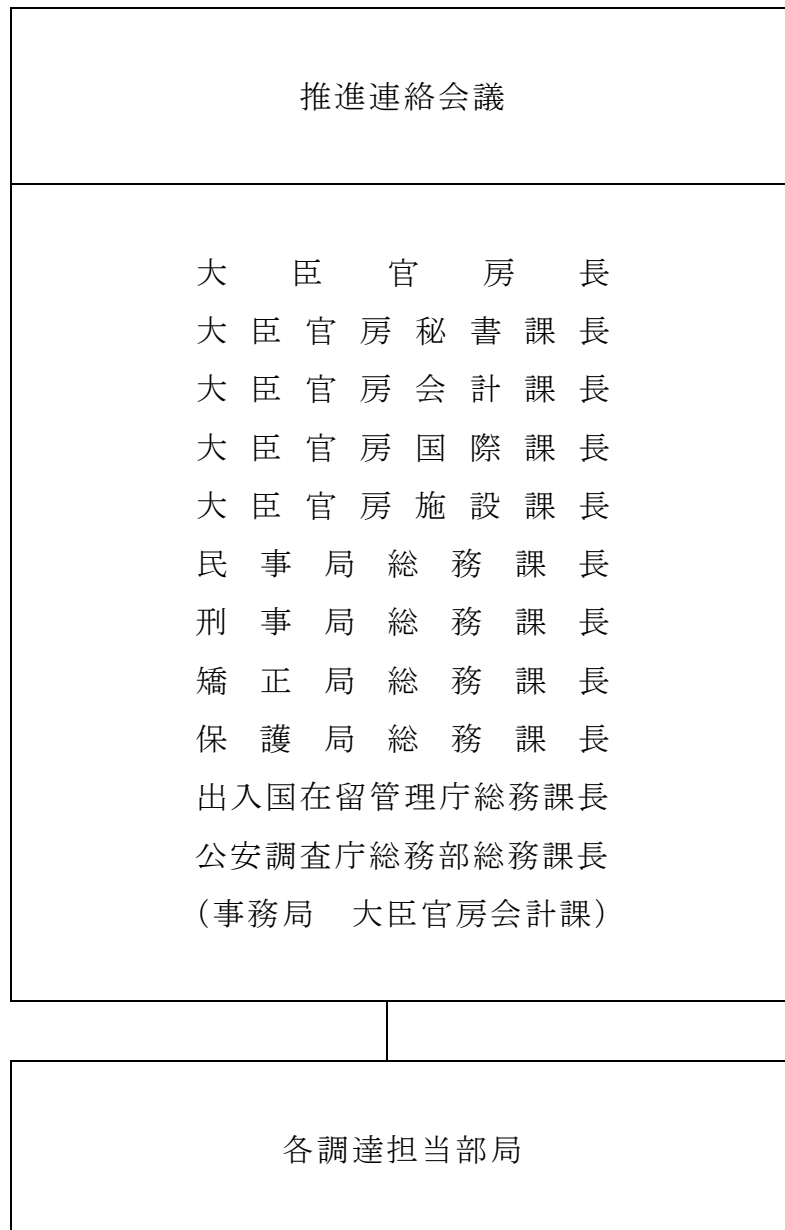 推進連絡会議
大臣官房長
大臣官房秘書課長
大臣官房会計課長
大臣官房国際課長
大臣官房施設課長
民事局総務課長
刑事局総務課長
矯正局総務課長
保護局総務課長
出入国在留管理庁総務課長
公安調査庁総務部総務課長
（事務局　大臣官房会計課）
各調達担当部局